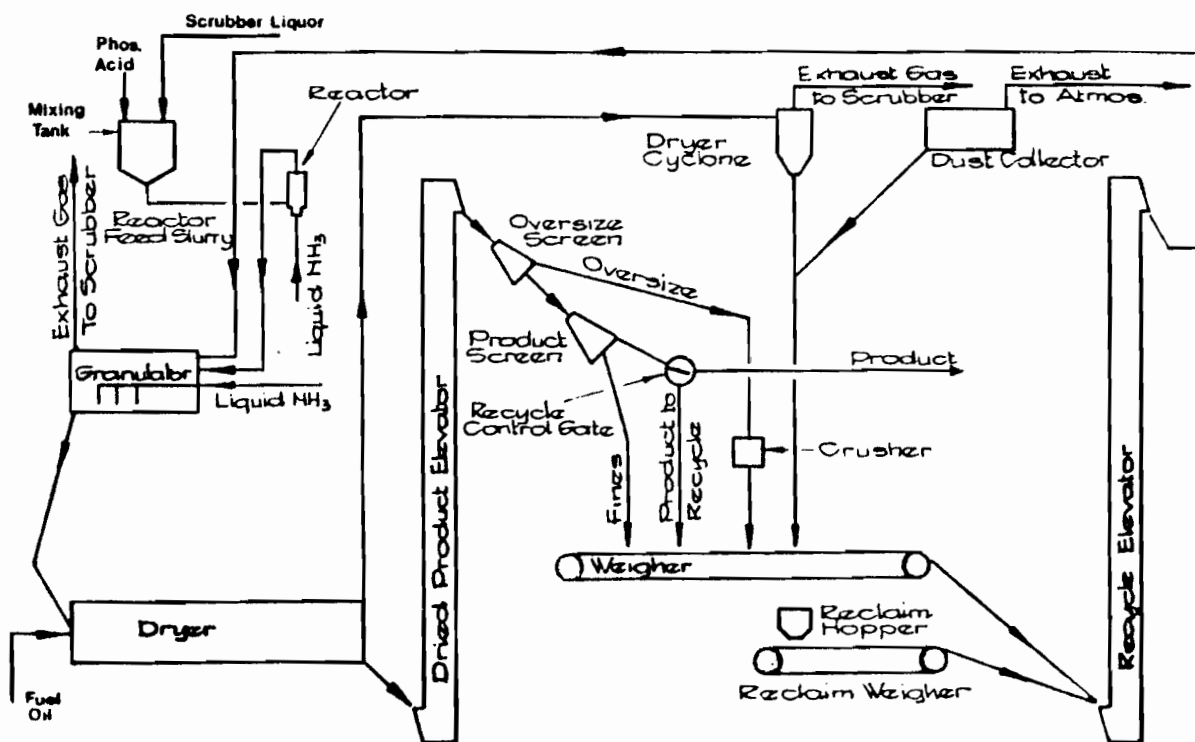 Scrubber Liquor
Phos.
Acid
Mixing
Tank
Reactor
Exhaust Gas
to Scrubber
Exhaust
to Atmos.
Dryer
Cyclone
Dust Collector
Reactor
Feed Slurry
Exhaust Gas
To Scrubber
Liquid NH3
Oversize
Screen
Oversize
Product
Screen
Granulator
Liquid NH3
Recycle
Control Gate
Product
Fines
Product to
Recycle
Crusher
Dried Product Elevator
Recycle Elevator
Weigher
Reclaim
Hopper
Reclaim Weigher
Dryer
Fuel
Oil